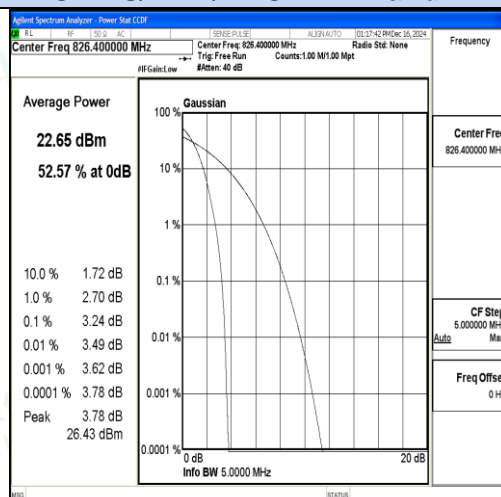 Agilent Spectrum Analyzer - Power Stat CCDF
RL RF 50 Ω AC SENSE:PULSE ALIGN AUTO 01:17:42 PM Dec 16, 2024
Center Freq 826.400000 MHz
Center Freq: 826.400000 MHz Radio Std: None
Trig: Free Run Counts:1.00 M/1.00 Mpt
#IFGain:Low #Atten: 40 dB
Frequency
Average Power
22.65 dBm
52.57 % at 0dB
10.0 % 1.72 dB
1.0 % 2.70 dB
0.1 % 3.24 dB
0.01 % 3.49 dB
0.001 % 3.62 dB
0.0001 % 3.78 dB
Peak 3.78 dB
26.43 dBm
Gaussian
100 %
10 %
1 %
0.1 %
0.01 %
0.001 %
0.0001 %
0 dB 20 dB
Info BW 5.0000 MHz
Center Fre
826.400000 MH
CF Step
5.000000 MH
Auto Ma
Freq Offse
0 H
MSG STATUS